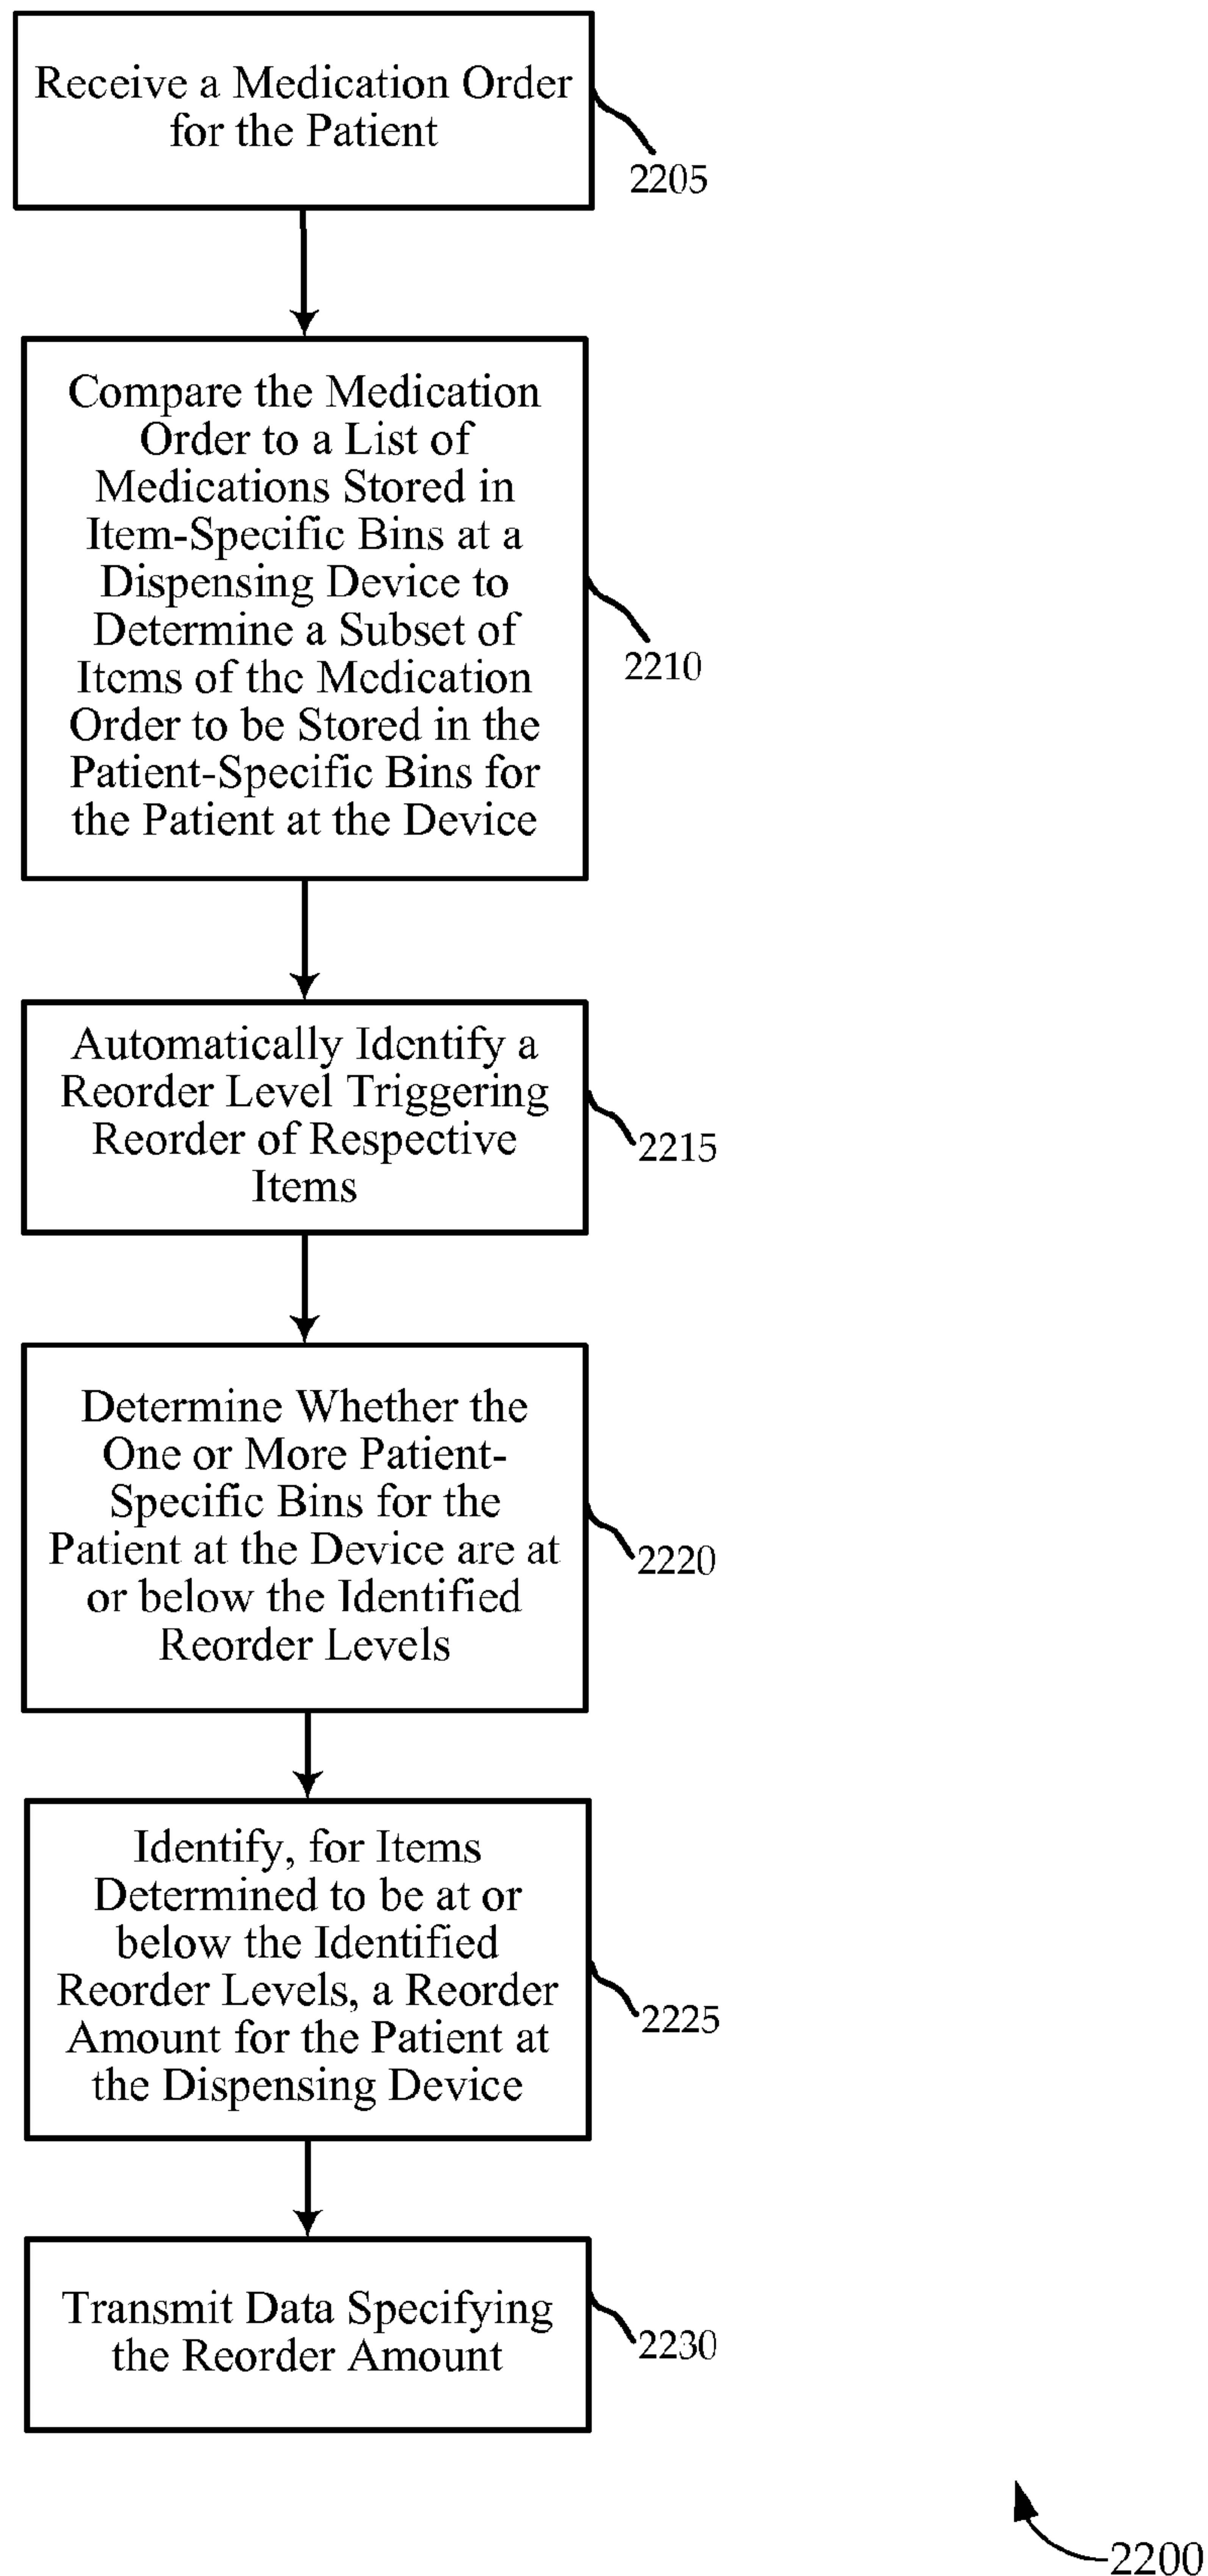 Receive a Medication Order
for the Patient
2205
Compare the Medication
Order to a List of
Medications Stored in
Item-Specific Bins at a
Dispensing Device to
Determine a Subset of
Items of the Medication
Order to be Stored in the
Patient-Specific Bins for
the Patient at the Device
2210
Automatically Identify a
Reorder Level Triggering
Reorder of Respective
Items
2215
Determine Whether the
One or More Patient-
Specific Bins for the
Patient at the Device are at
or below the Identified
Reorder Levels
2220
Identify, for Items
Determined to be at or
below the Identified
Reorder Levels, a Reorder
Amount for the Patient at
the Dispensing Device
2225
Transmit Data Specifying
the Reorder Amount
2230
2200